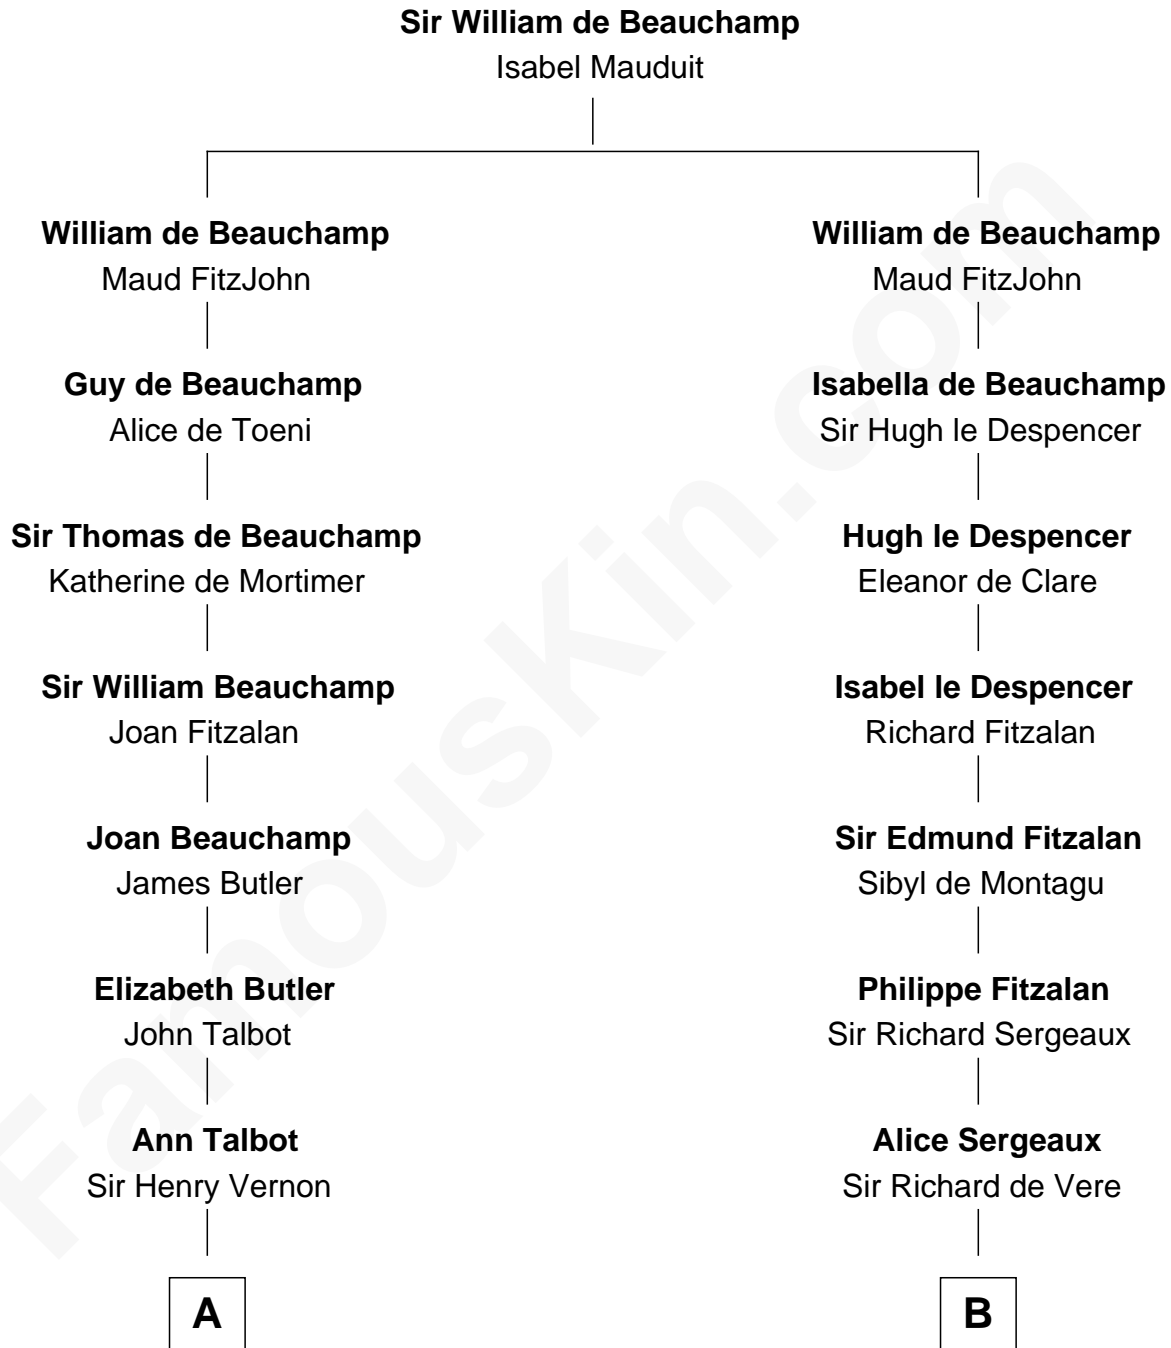 Sir William de Beauchamp
Isabel Mauduit
William de Beauchamp
Maud FitzJohn
Guy de Beauchamp
Alice de Toeni
Sir Thomas de Beauchamp
Katherine de Mortimer
Sir William Beauchamp
Joan Fitzalan
Joan Beauchamp
James Butler
Elizabeth Butler
John Talbot
Ann Talbot
Sir Henry Vernon
A
William de Beauchamp
Maud FitzJohn
Isabella de Beauchamp
Sir Hugh le Despencer
Hugh le Despencer
Eleanor de Clare
Isabel le Despencer
Richard Fitzalan
Sir Edmund Fitzalan
Sibyl de Montagu
Philippe Fitzalan
Sir Richard Sergeaux
Alice Sergeaux
Sir Richard de Vere
B
FamousKin.com